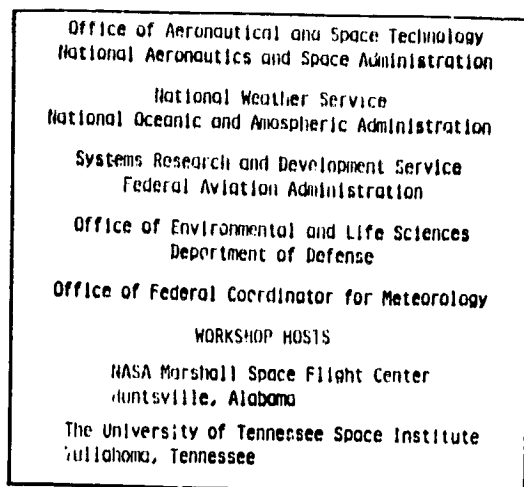 Office of Aeronautical and Space Technology
National Aeronautics and Space Administration
National Weather Service
National Oceanic and Amospheric Administration
Systems Research and Development Service
Federal Aviation Administration
Office of Environmental and Life Sciences
Department of Defense
Office of Federal Coordinator for Meteorology
WORKSHOP HOSTS
NASA Marshall Space Flight Center
Huntsville, Alabama
The University of Tennessee Space Institute
Tullahoma, Tennessee